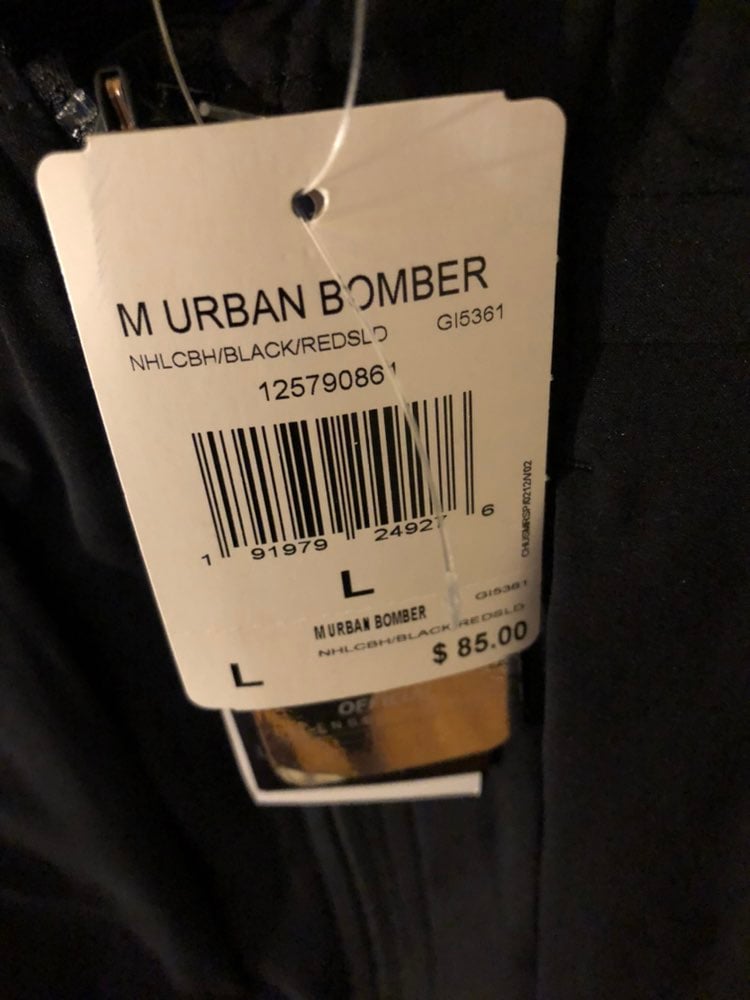 M URBAN BOMBER
NHLCBH/BLACK/REDSLD GI5361
125790861
1 91979 24927 6
L
M URBAN BOMBER GI5361
NHLCBH/BLACK/REDSLD
L $ 85.00